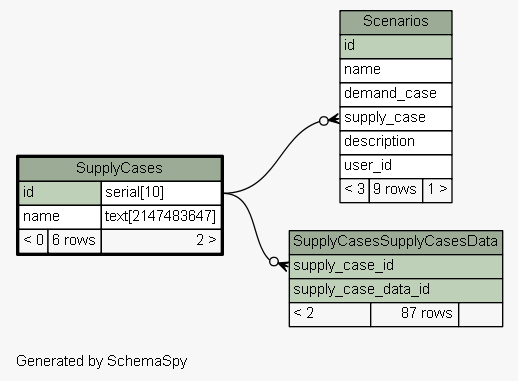 Scenarios
id
name
demand_case
supply_case
description
user_id
< 3 9 rows 1 >
SupplyCases
id serial[10]
name text[2147483647]
< 0 6 rows 2 >
SupplyCasesSupplyCasesData
supply_case_id
supply_case_data_id
< 2 87 rows
Generated by SchemaSpy